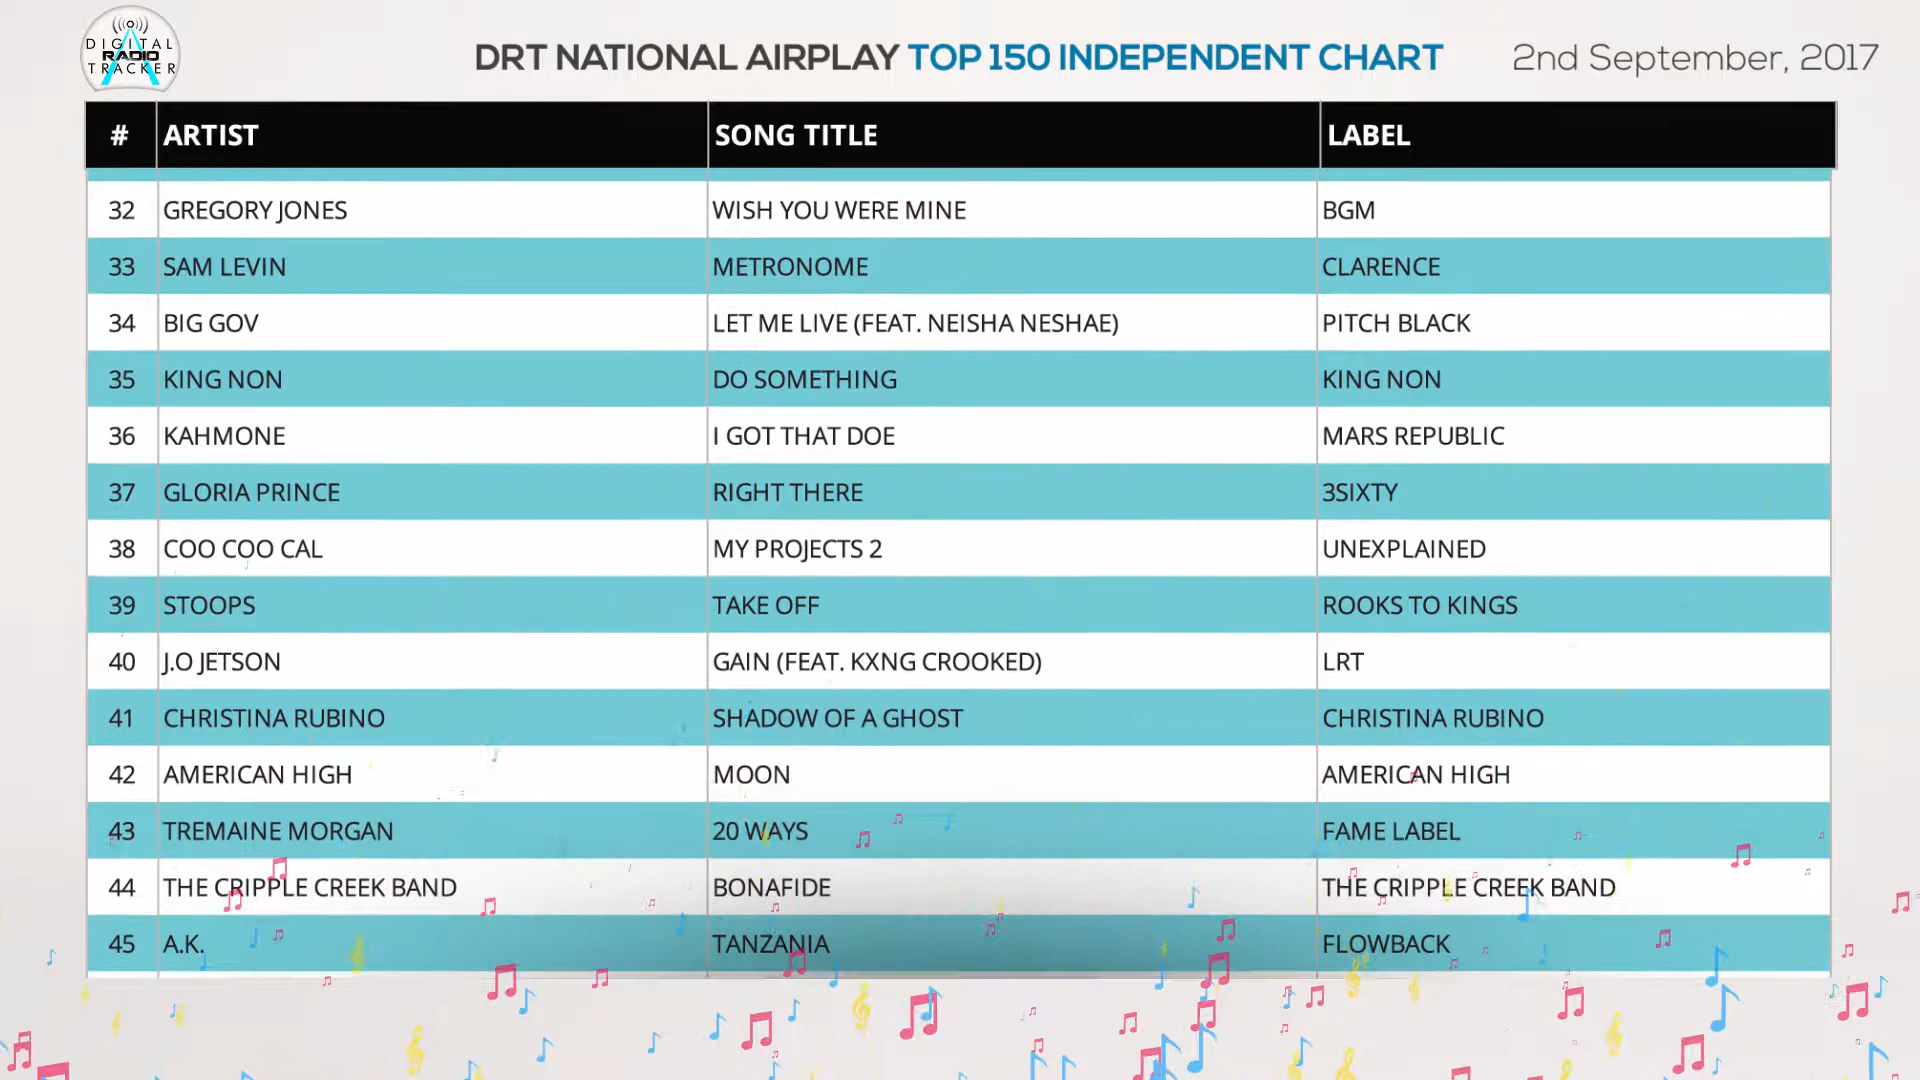 DIGITAL
RADIO
TRACKER
DRT NATIONAL AIRPLAY TOP 150 INDEPENDENT CHART 2nd September, 2017
# ARTIST SONG TITLE LABEL
32 GREGORY JONES WISH YOU WERE MINE BGM
33 SAM LEVIN METRONOME CLARENCE
34 BIG GOV LET ME LIVE (FEAT. NEISHA NESHAE) PITCH BLACK
35 KING NON DO SOMETHING KING NON
36 KAHMONE I GOT THAT DOE MARS REPUBLIC
37 GLORIA PRINCE RIGHT THERE 3SIXTY
38 COO COO CAL MY PROJECTS 2 UNEXPLAINED
39 STOOPS TAKE OFF ROOKS TO KINGS
40 J.O JETSON GAIN (FEAT. KXNG CROOKED) LRT
41 CHRISTINA RUBINO SHADOW OF A GHOST CHRISTINA RUBINO
42 AMERICAN HIGH MOON AMERICAN HIGH
43 TREMAINE MORGAN 20 WAYS FAME LABEL
44 THE CRIPPLE CREEK BAND BONAFIDE THE CRIPPLE CREEK BAND
45 A.K. TANZANIA FLOWBACK